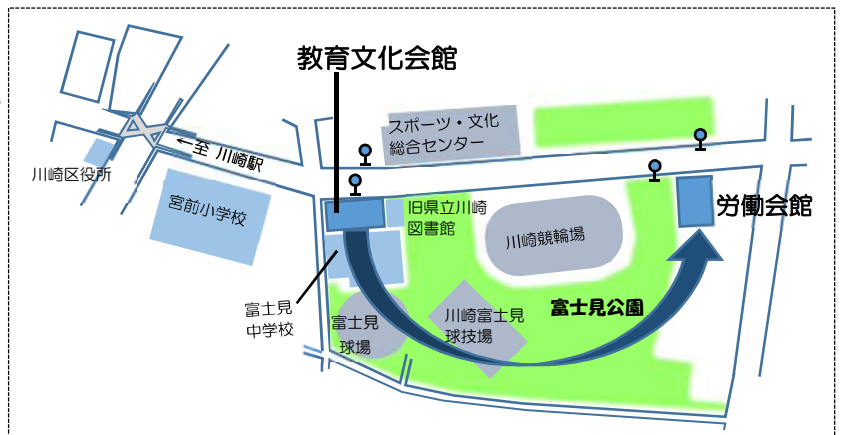 教育文化会館
スポーツ・文化
総合センター
←至 川崎駅
川崎区役所
宮前小学校
旧県立川崎
図書館
川崎競輪場
労働会館
富士見
中学校
富士見
球場
川崎富士見
球技場
富士見公園